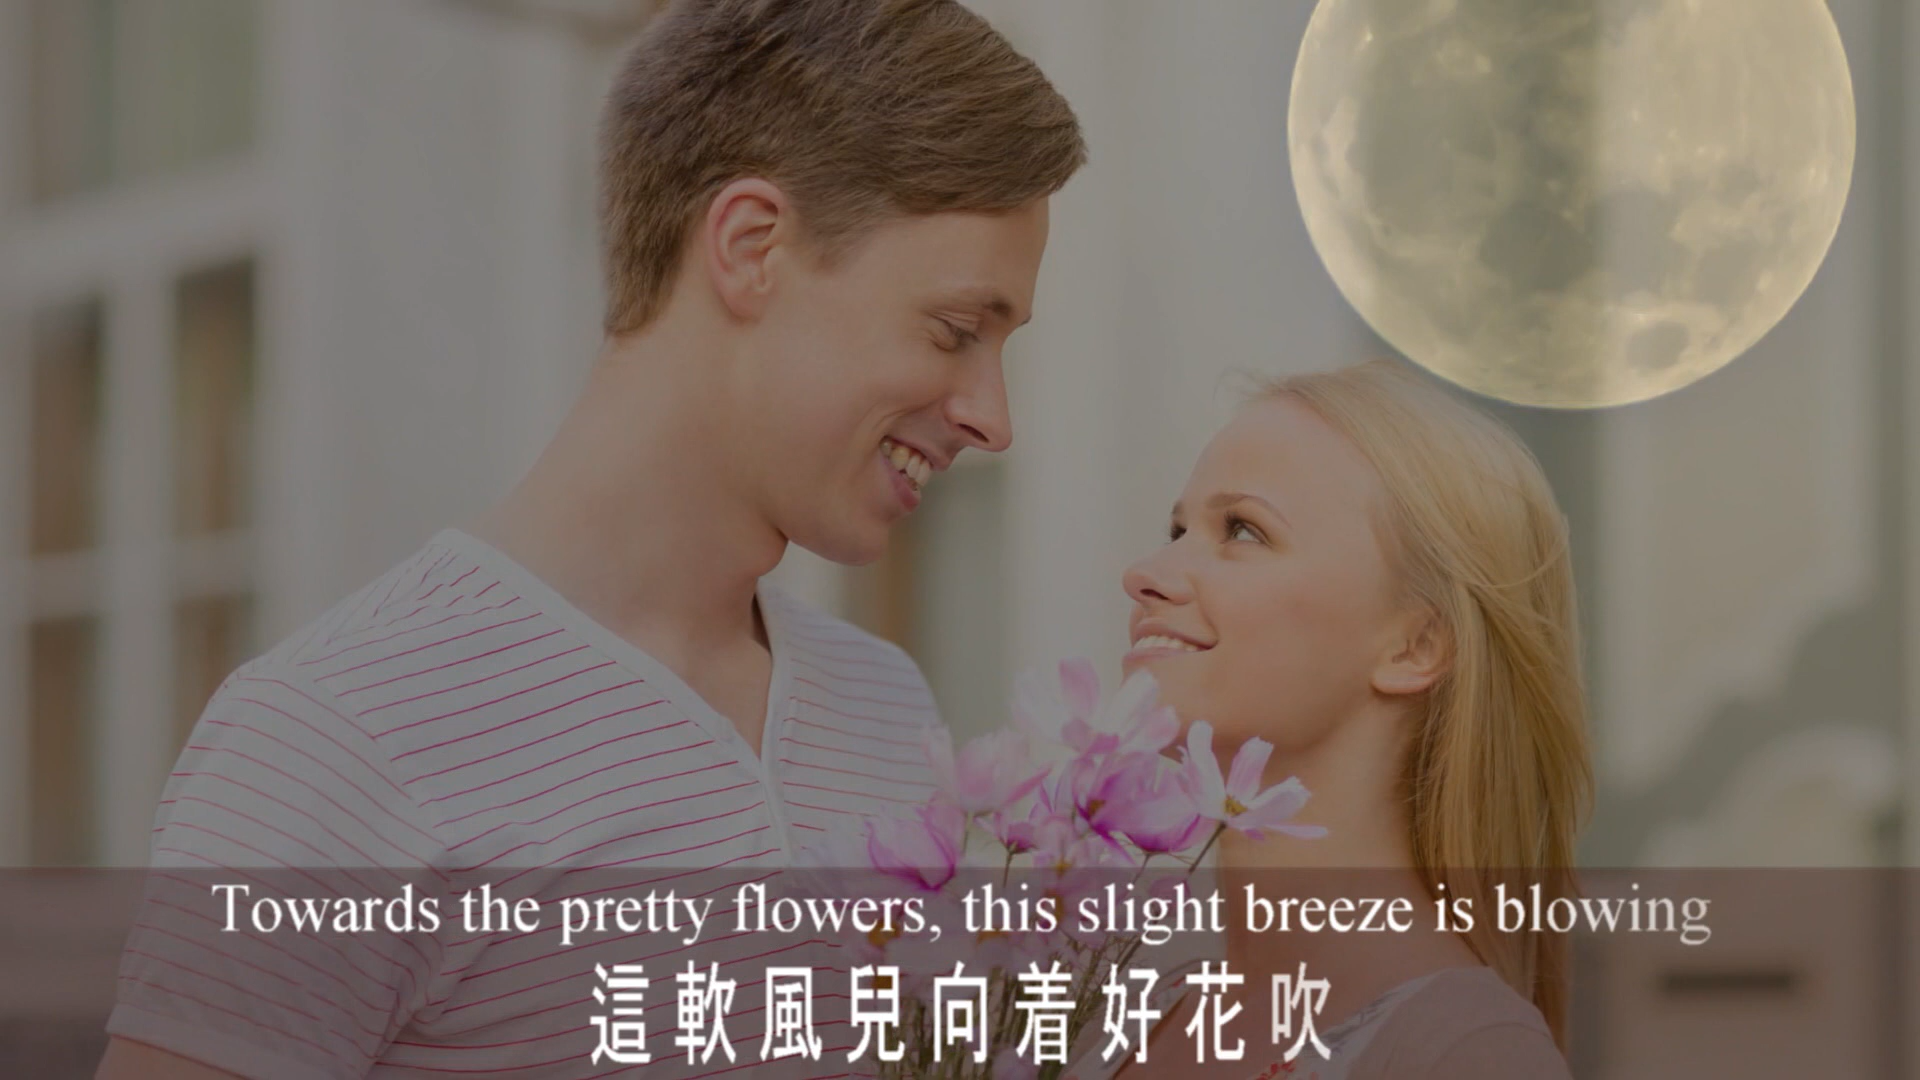 Towards the pretty flowers, this slight breeze is blowing
這軟風兒向着好花吹